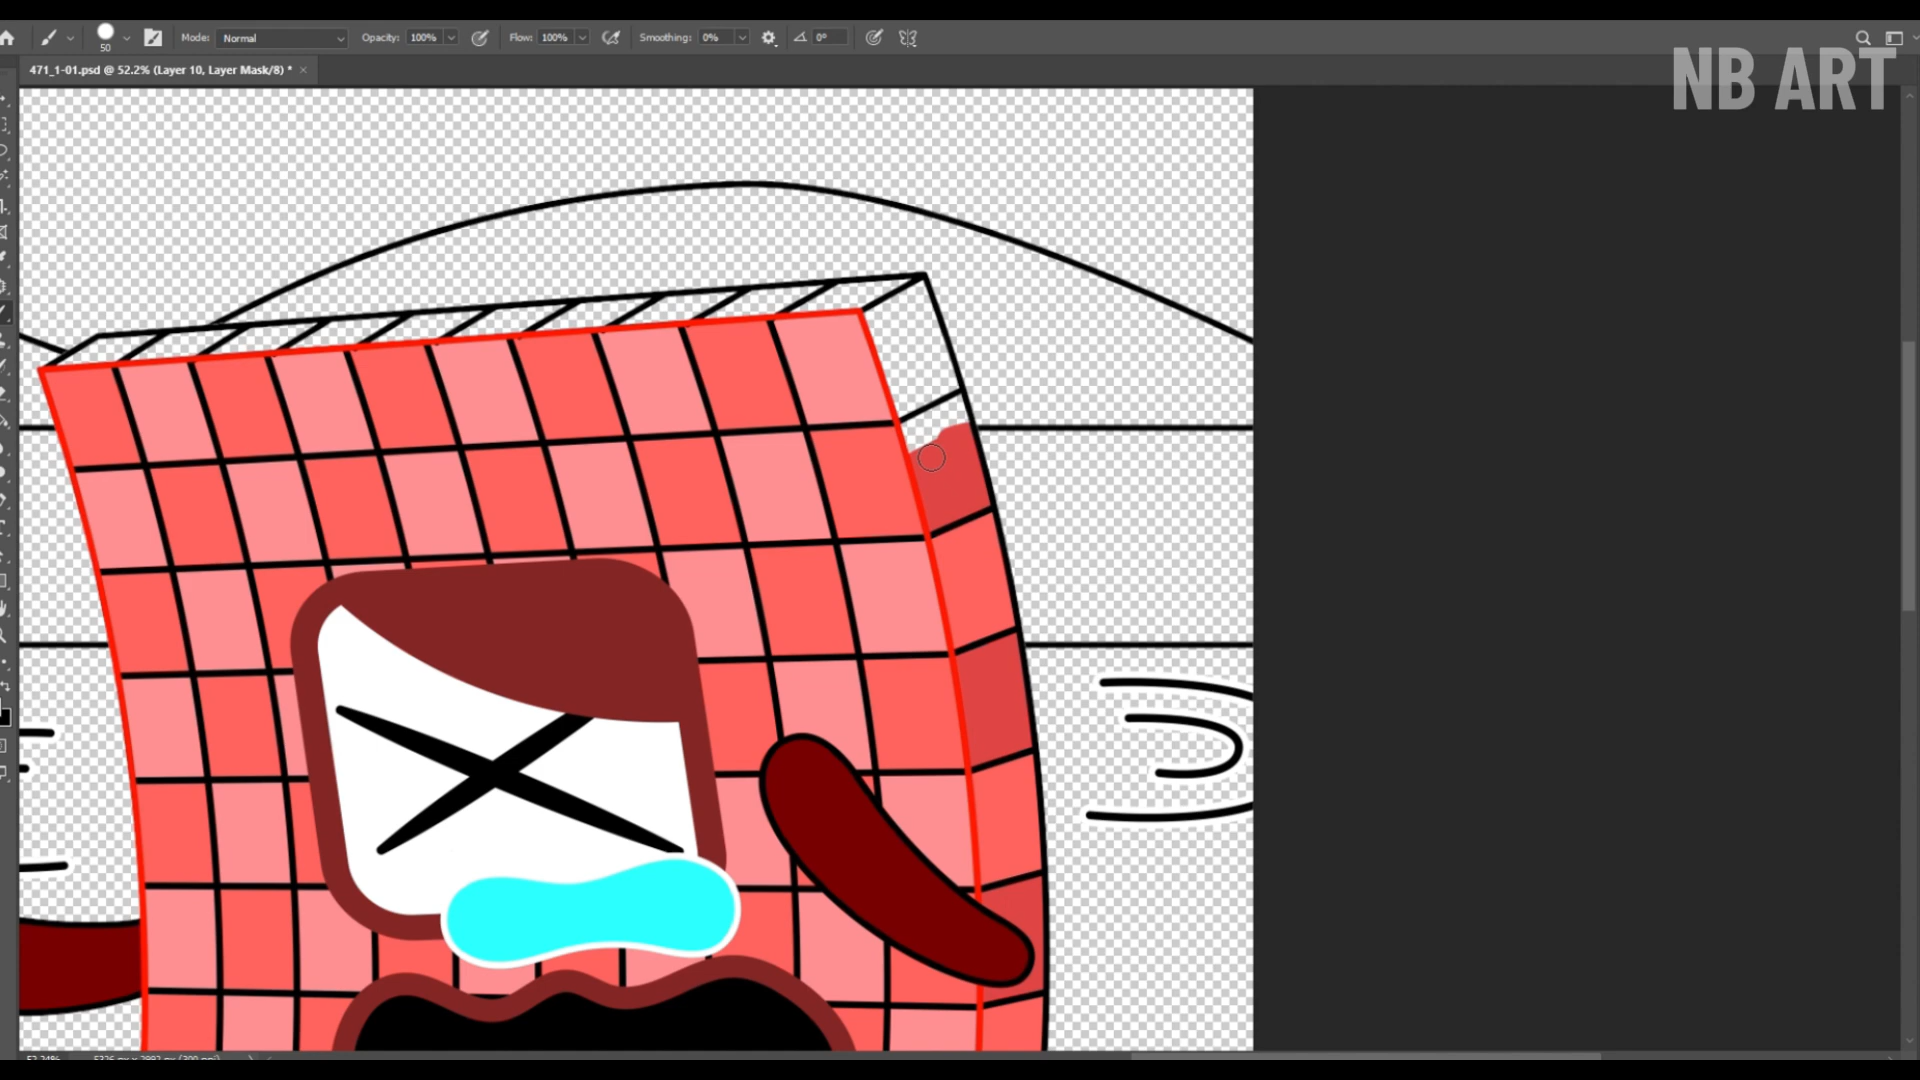 50
Mode: Normal Opacity: 100% Flow: 100% Smoothing: 0% 0°
471_1-01.psd @ 52.2% (Layer 10, Layer Mask/8) * ×
NB ART